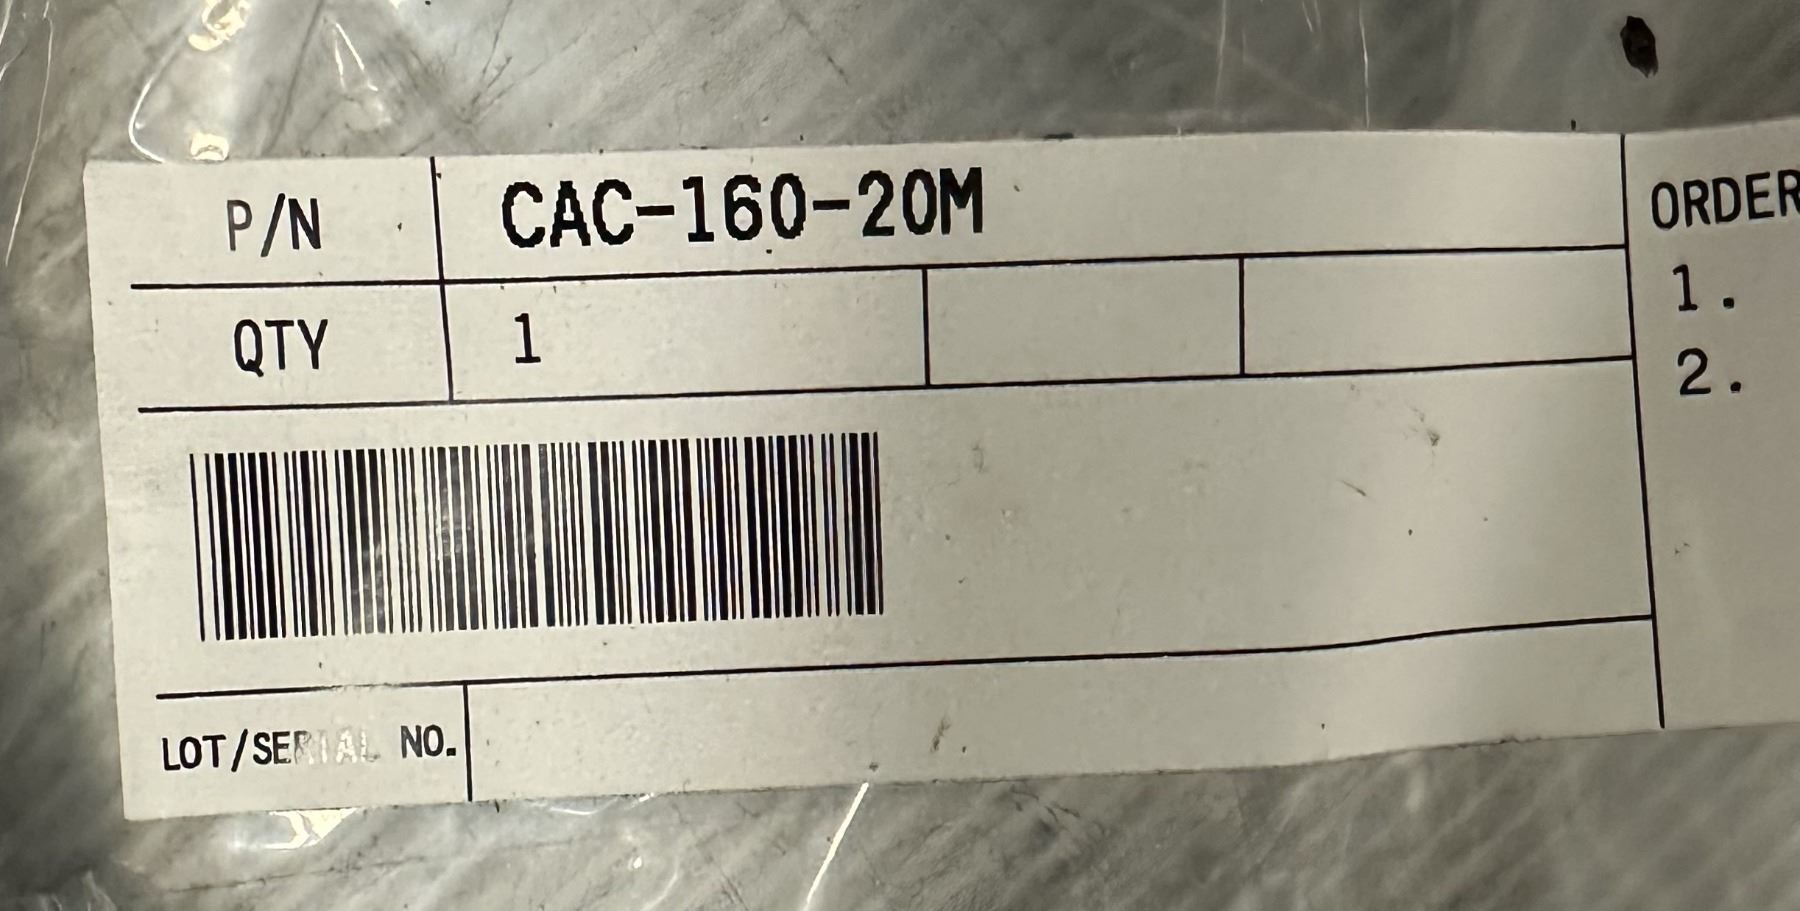 P/N CAC-160-20M
QTY 1
LOT/SERIAL NO.
ORDER
1.
2.